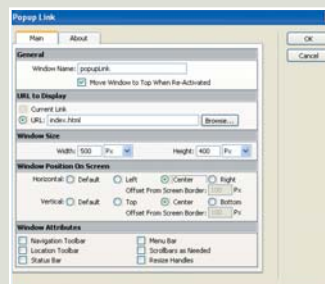 Popup Link
Main About
OK
Cancel
General
Window Name: popupLink
Move Window to Top When Re-Activated
URL to Display
Current Link
URL: index.html Browse...
Window Size
Width: 500 Px Height: 400 Px
Window Position On Screen
Horizontal: Default Left Center Right
Offset From Screen Border: 100 Px
Vertical: Default Top Center Bottom
Offset From Screen Border: 100 Px
Window Attributes
Navigation Toolbar Menu Bar
Location Toolbar Scrollbars as Needed
Status Bar Resize Handles